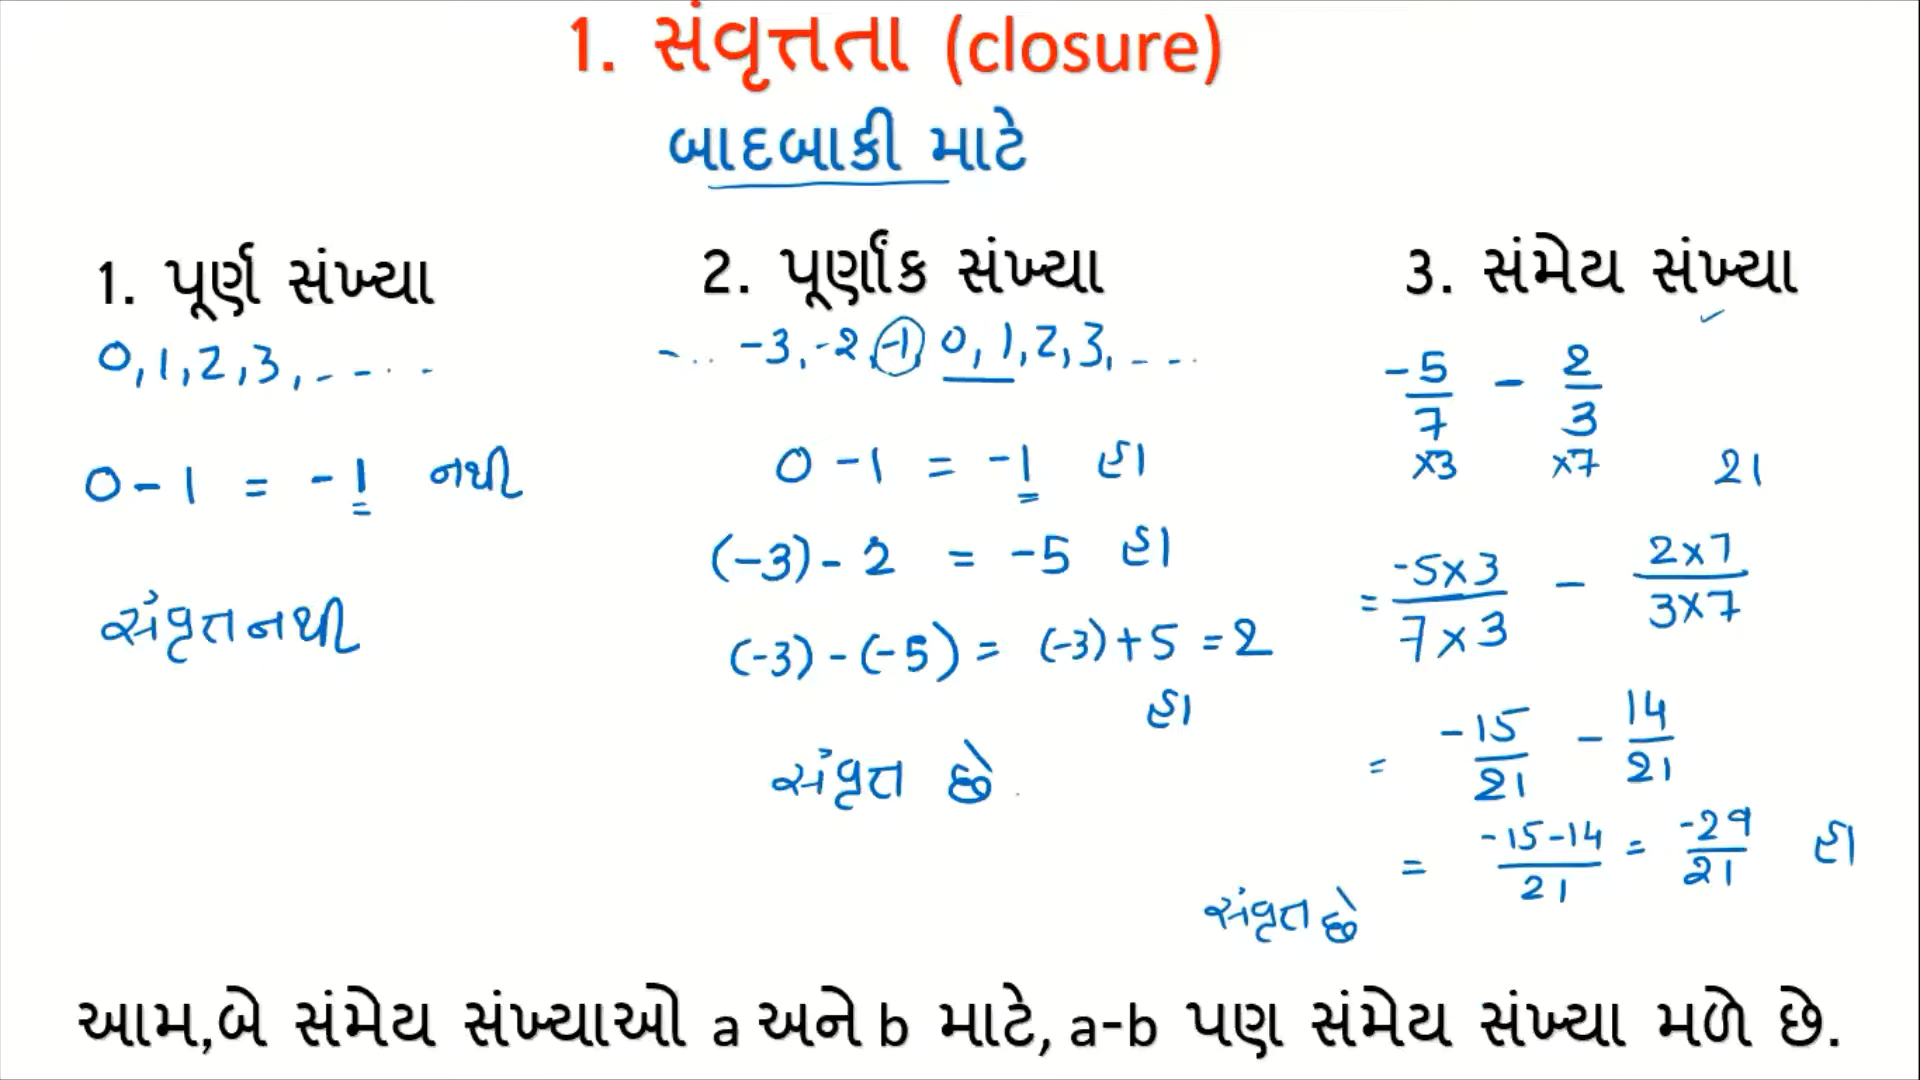 1. સંવૃત્તતા (closure)
બાદબાકી માટે
1. પૂર્ણ સંખ્યા
0, 1, 2, 3, - - - -
0 - 1 = - 1 નથી
સંવૃત્ત નથી
2. પૂર્ણાંક સંખ્યા
- .. -3, -2, -1, 0, 1, 2, 3, - - -
0 - 1 = -1 હા
(-3) - 2 = -5 હા
(-3) - (-5) = (-3) + 5 = 2
હા
સંવૃત્ત છે.
3. સંમેય સંખ્યા
-5/7 - 2/3
×3 ×7 21
= -5×3/7×3 - 2×7/3×7
= -15/21 - 14/21
= -15-14/21 = -29/21 હા
સંવૃત્ત છે
આમ,બે સંમેય સંખ્યાઓ a અને b માટે, a-b પણ સંમેય સંખ્યા મળે છે.